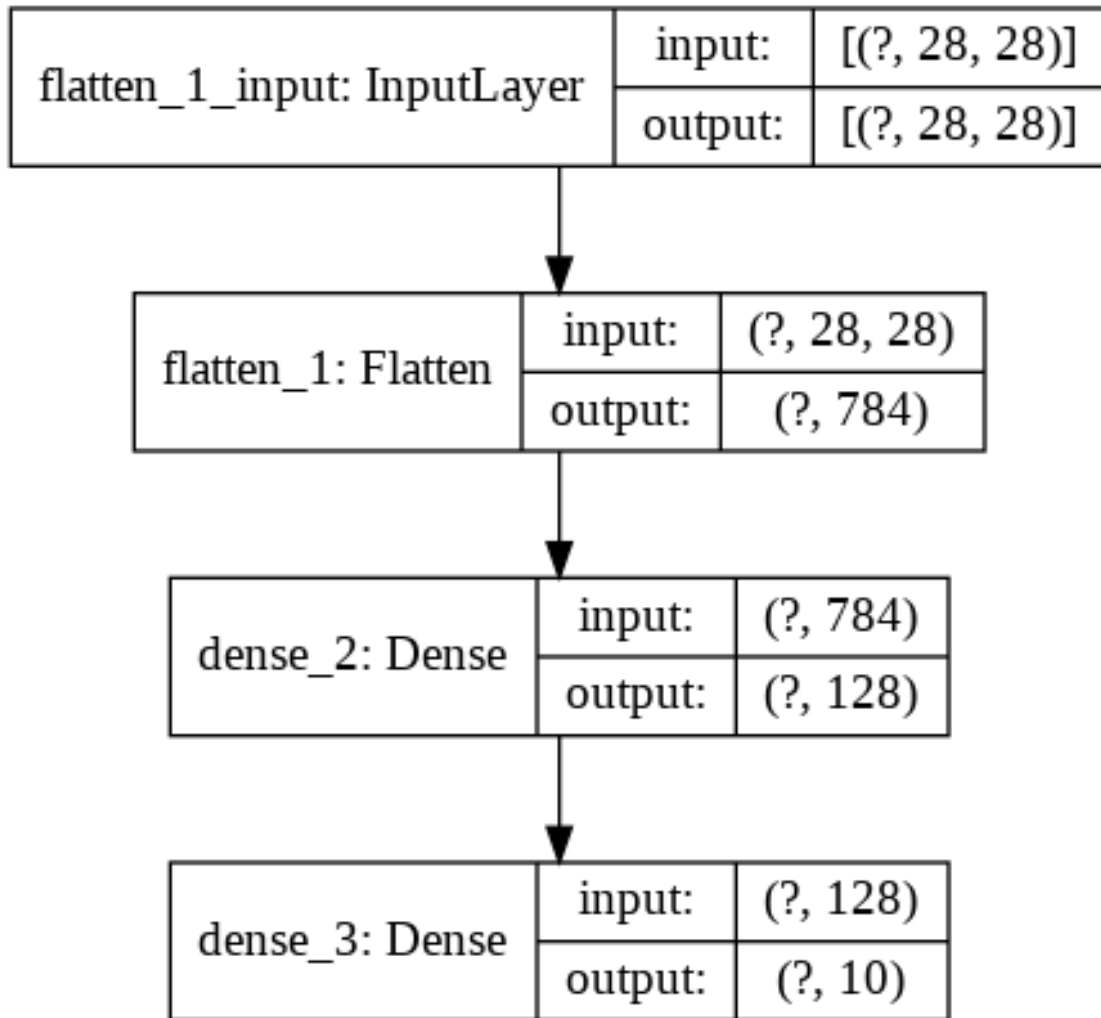 flatten_1_input: InputLayer
input: [(?, 28, 28)]
output: [(?, 28, 28)]
flatten_1: Flatten
input: (?, 28, 28)
output: (?, 784)
dense_2: Dense
input: (?, 784)
output: (?, 128)
dense_3: Dense
input: (?, 128)
output: (?, 10)